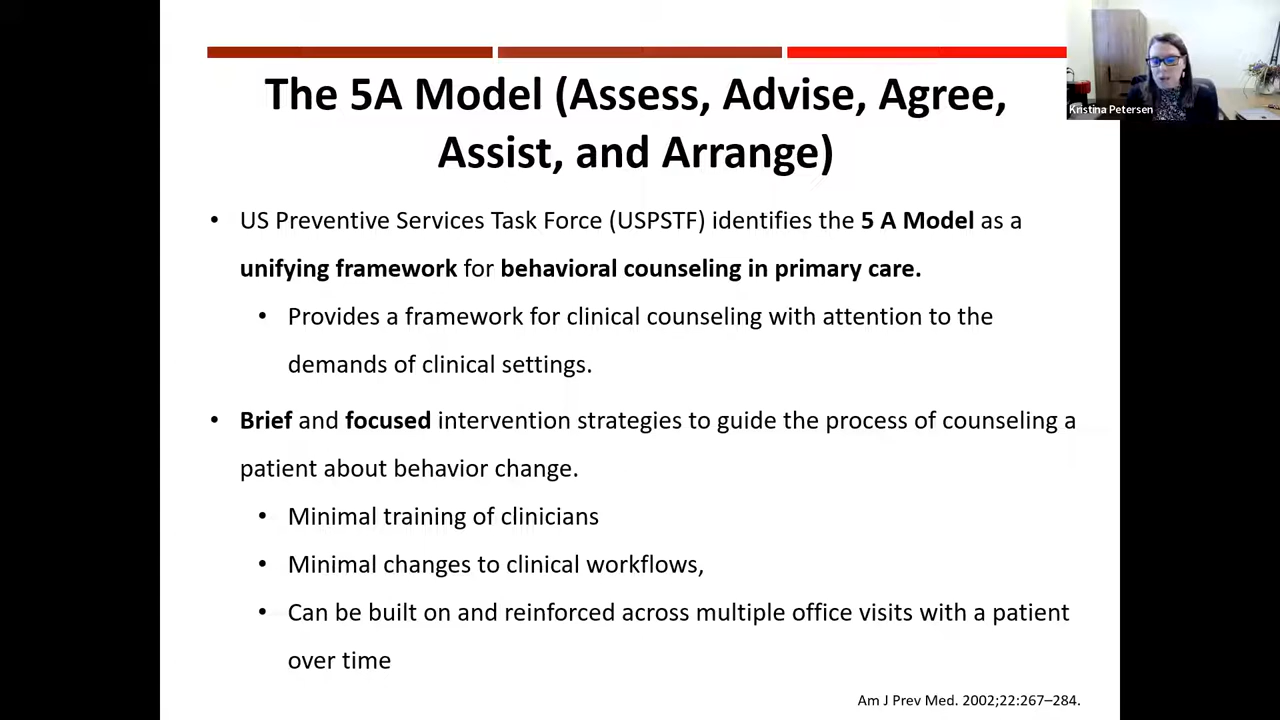 The 5A Model (Assess, Advise, Agree,
Assist, and Arrange)
Kristina Petersen
• US Preventive Services Task Force (USPSTF) identifies the 5 A Model as a
unifying framework for behavioral counseling in primary care.
• Provides a framework for clinical counseling with attention to the
demands of clinical settings.
• Brief and focused intervention strategies to guide the process of counseling a
patient about behavior change.
• Minimal training of clinicians
• Minimal changes to clinical workflows,
• Can be built on and reinforced across multiple office visits with a patient
over time
Am J Prev Med. 2002;22:267–284.